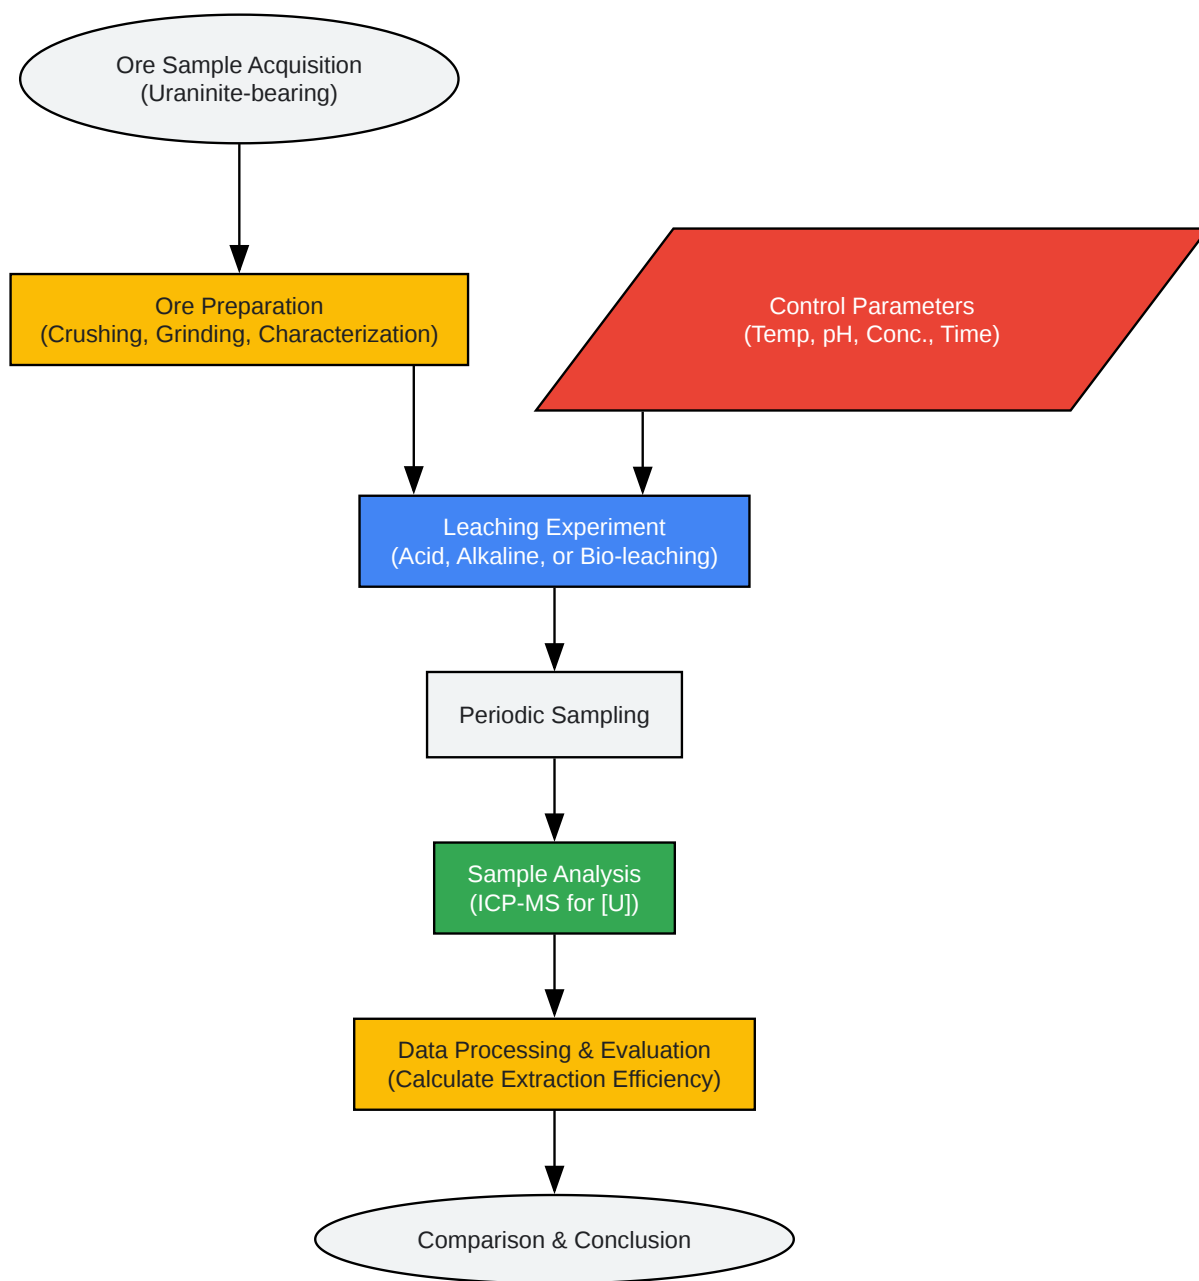 Ore Sample Acquisition
(Uraninite-bearing)
Ore Preparation
(Crushing, Grinding, Characterization)
Control Parameters
(Temp, pH, Conc., Time)
Leaching Experiment
(Acid, Alkaline, or Bio-leaching)
Periodic Sampling
Sample Analysis
(ICP-MS for [U])
Data Processing & Evaluation
(Calculate Extraction Efficiency)
Comparison & Conclusion